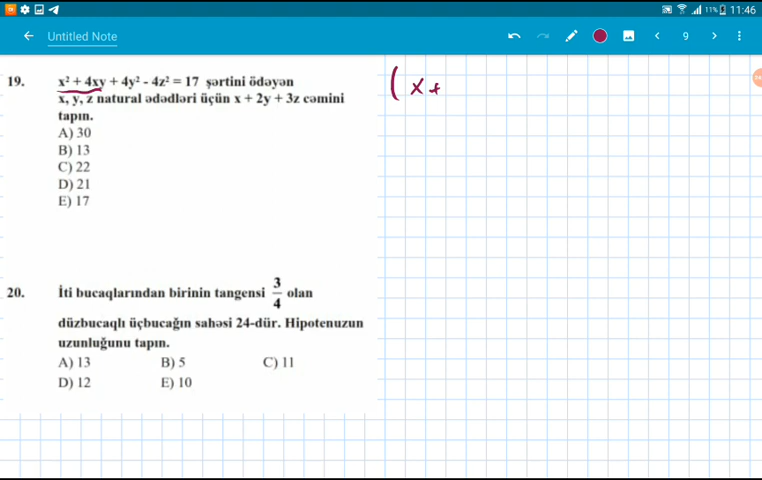 11% 11:46
Untitled Note
9
19. x² + 4xy + 4y² - 4z² = 17 şərtini ödəyən
x, y, z natural ədədləri üçün x + 2y + 3z cəmini
tapın.
A) 30
B) 13
C) 22
D) 21
E) 17
( x +
20. İti bucaqlarından birinin tangensi 3/4 olan
düzbucaqlı üçbucağın sahəsi 24-dür. Hipotenuzun
uzunluğunu tapın.
A) 13 B) 5 C) 11
D) 12 E) 10